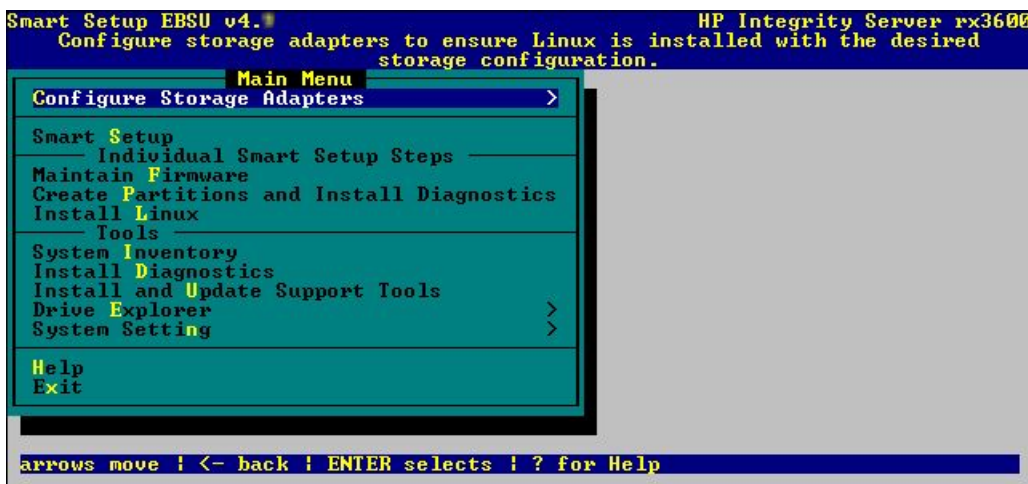 Smart Setup EBSU v4. HP Integrity Server rx3600
Configure storage adapters to ensure Linux is installed with the desired
storage configuration.
Main Menu
Configure Storage Adapters >
Smart Setup
Individual Smart Setup Steps
Maintain Firmware
Create Partitions and Install Diagnostics
Install Linux
Tools
System Inventory
Install Diagnostics
Install and Update Support Tools
Drive Explorer >
System Setting >
Help
Exit
arrows move ¦ <- back ¦ ENTER selects ¦ ? for Help